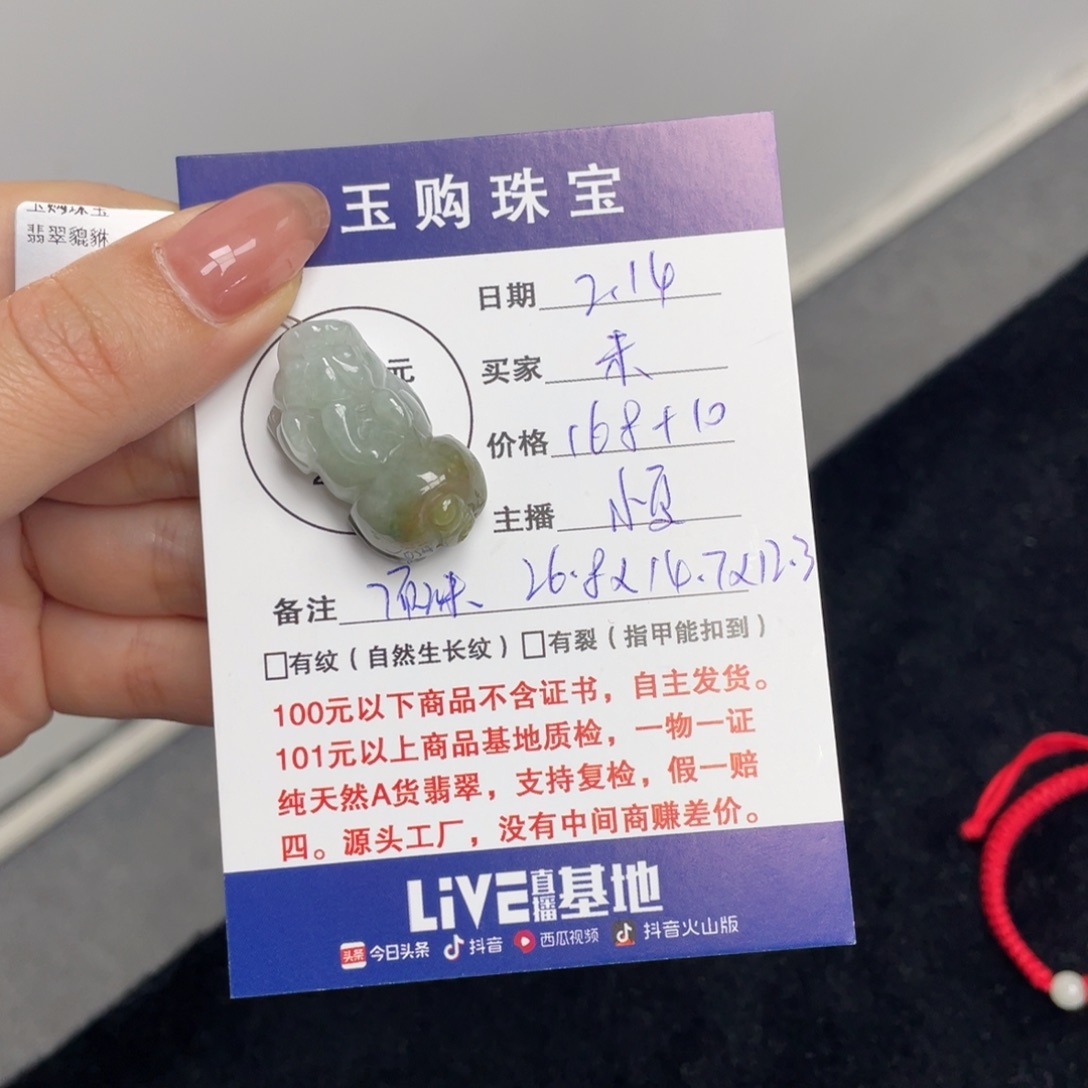 翡翠貔貅
玉购珠宝
日期 2.14
元
买家
价格 168+10
主播 小夏
备注 26.8x14.7x12.3
□有纹（自然生长纹）□有裂（指甲能扣到）
100元以下商品不含证书，自主发货。
101元以上商品基地质检，一物一证
纯天然A货翡翠，支持复检，假一赔
四。源头工厂，没有中间商赚差价。
LiVE直播基地
头条 今日头条 抖音 西瓜视频 抖音火山版